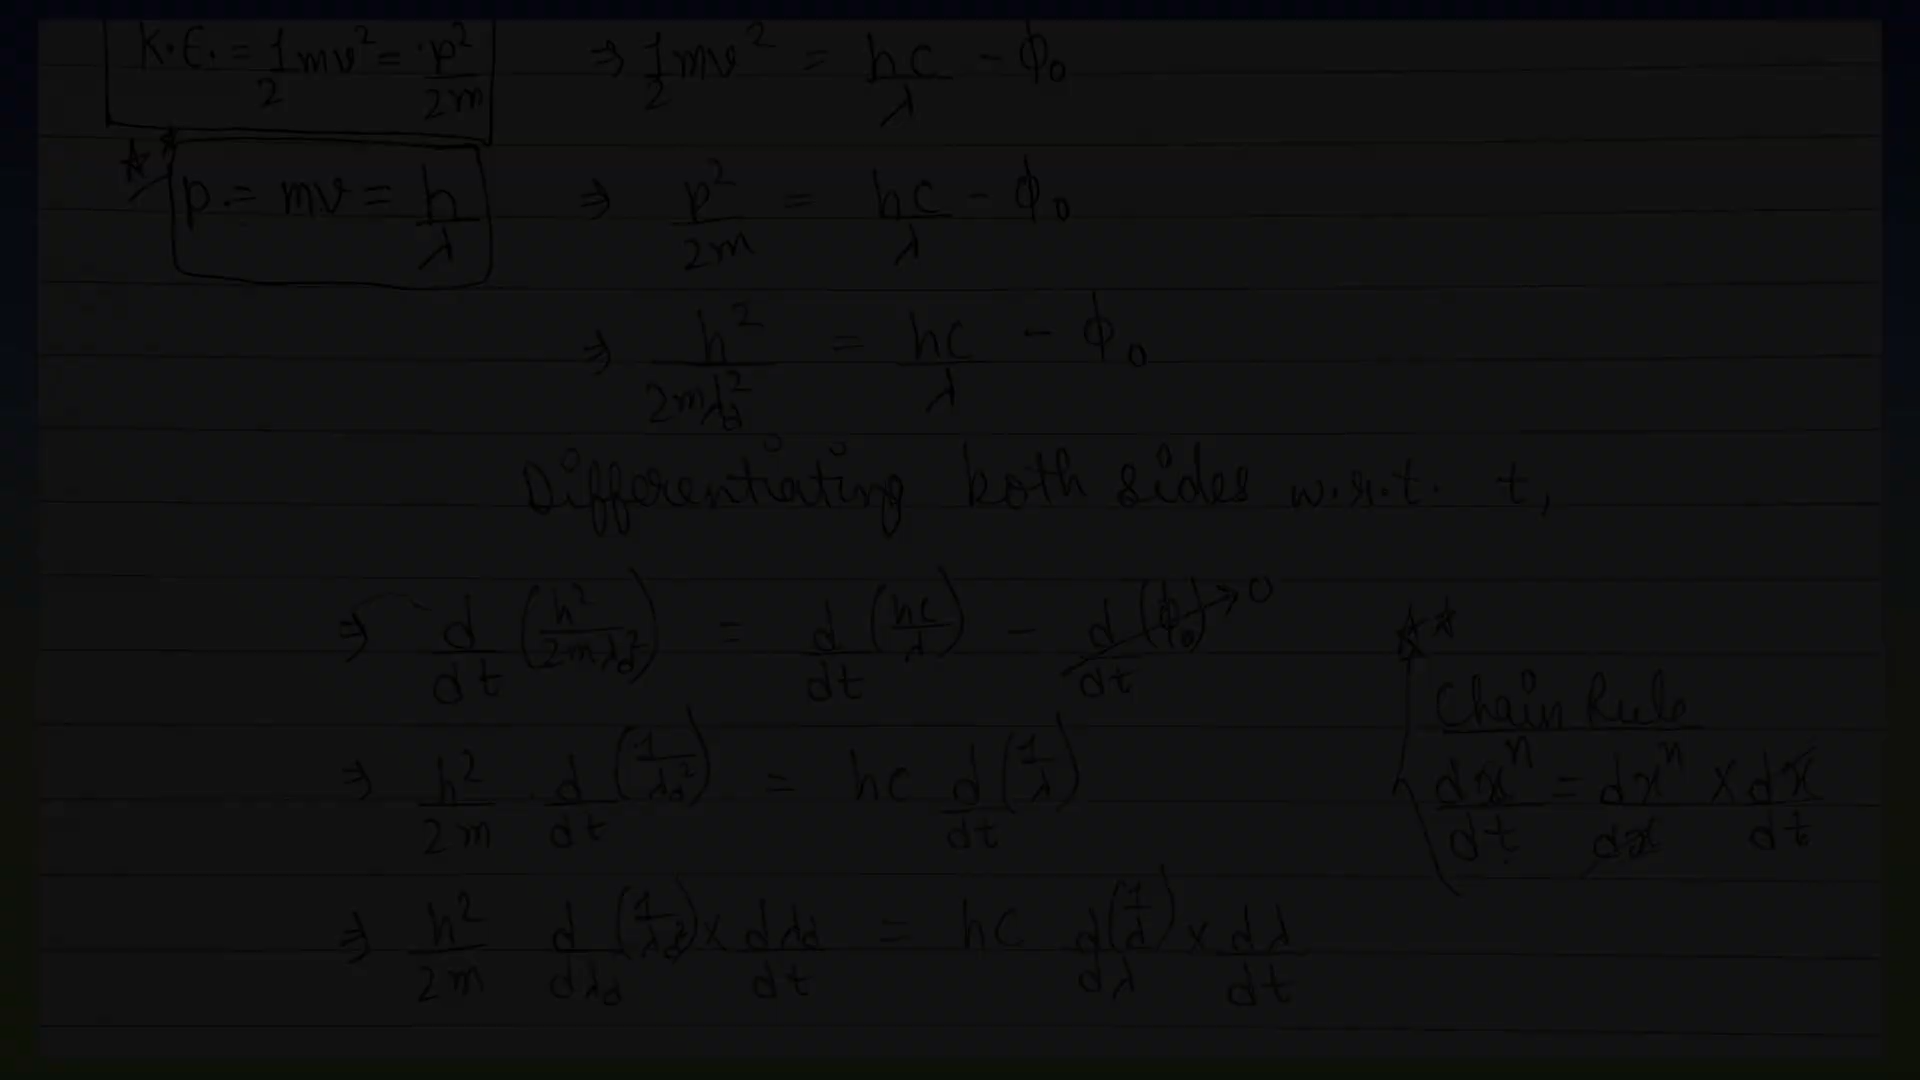 K.E. = 1/2 mv² = p²/2m ⇒ 1/2 mv² = hc/λ - ϕ₀
** p = mv = h/λ ⇒ p²/2m = hc/λ - ϕ₀
⇒ h²/2mλd² = hc/λ - ϕ₀
Differentiating both sides w.r.t. t,
⇒ d/dt (h²/2mλd²) = d/dt (hc/λ) - d/dt (ϕ₀) → 0
**
Chain Rule
⇒ h²/2m d/dt (1/λd²) = hc d/dt (1/λ)
dxⁿ/dt = dxⁿ/dx × dx/dt
⇒ h²/2m d/dλd (1/λd²) × dλd/dt = hc d/dλ (1/λ) × dλ/dt